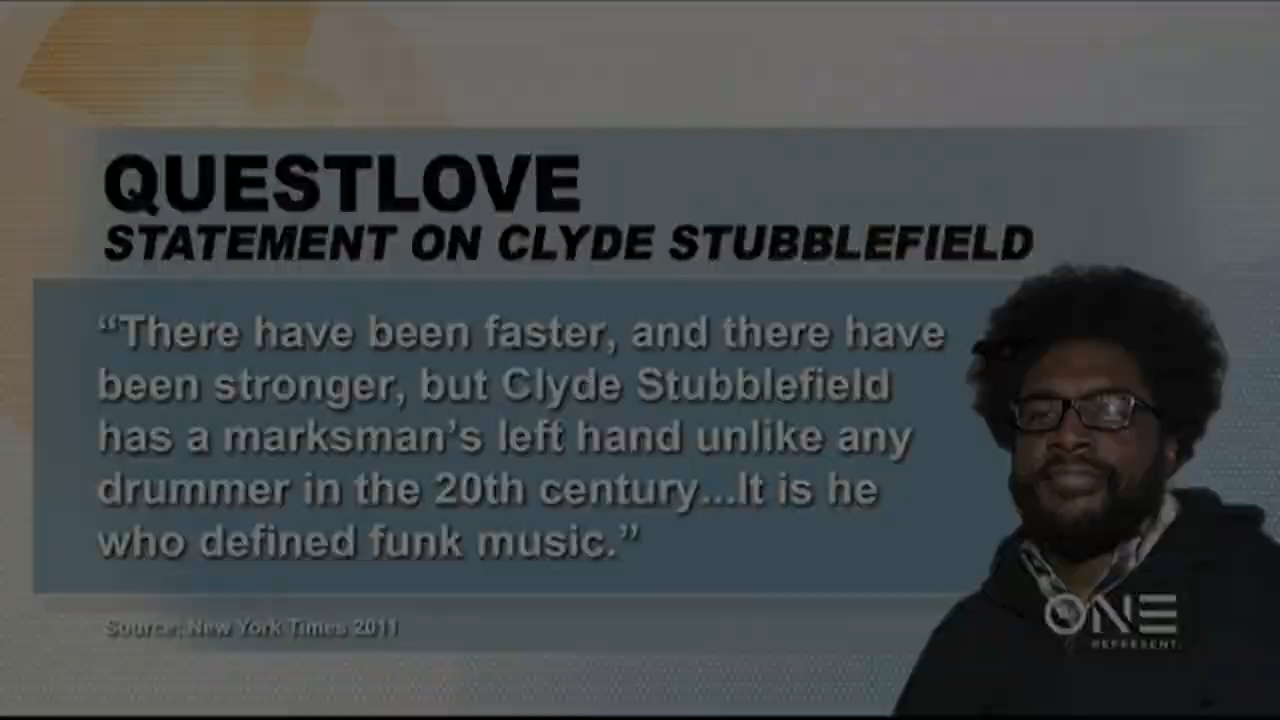 QUESTLOVE
STATEMENT ON CLYDE STUBBLEFIELD
“There have been faster, and there have
been stronger, but Clyde Stubblefield
has a marksman’s left hand unlike any
drummer in the 20th century...It is he
who defined funk music.”
Source: New York Times 2011
ONE
REPRESENT.